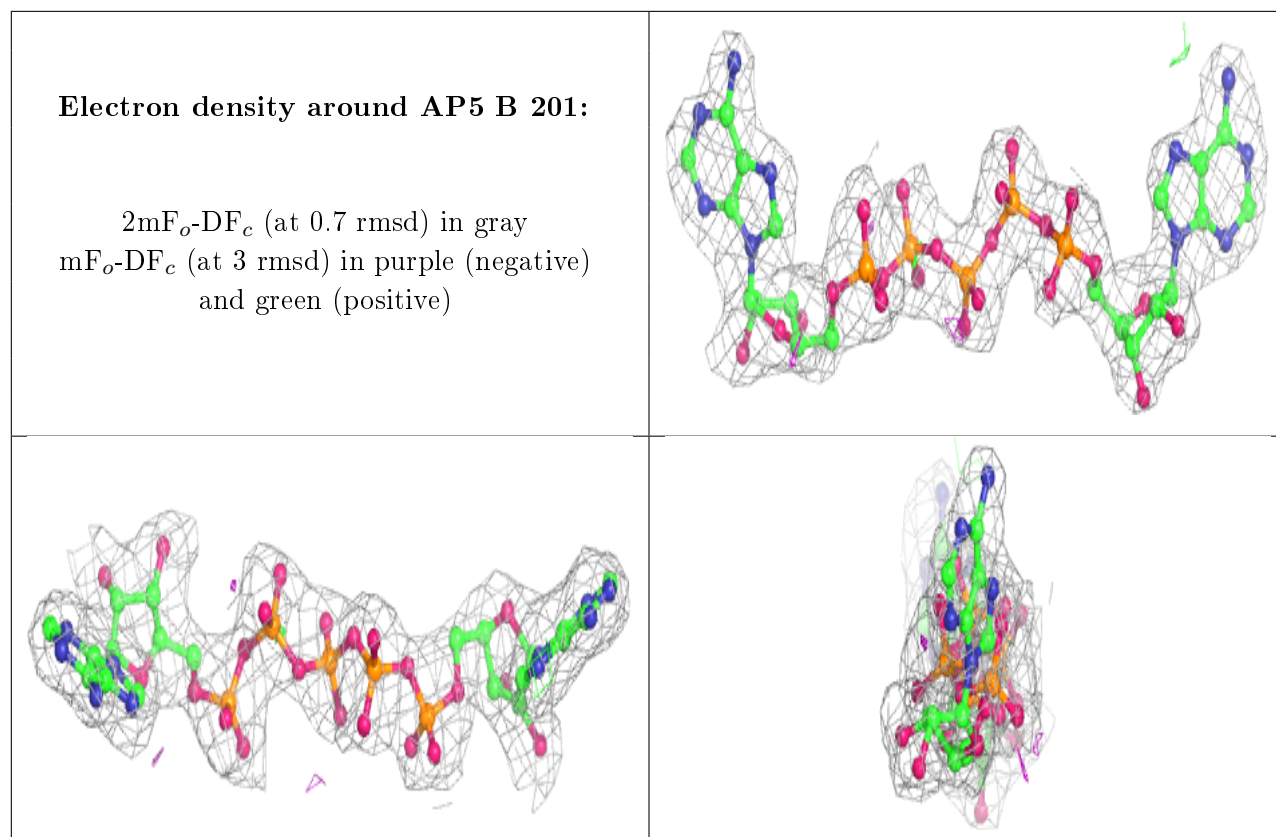 Electron density around AP5 B 201:
2mFₒ-DF𝒸 (at 0.7 rmsd) in gray
mFₒ-DF𝒸 (at 3 rmsd) in purple (negative)
and green (positive)